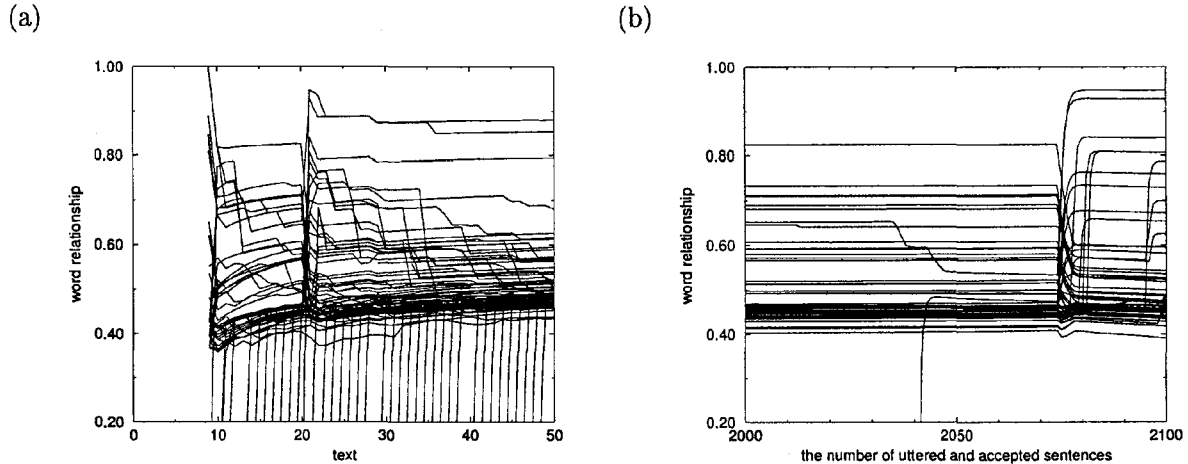 (a)
1.00
0.80
0.60
0.40
0.20
word relationship
0 10 20 30 40 50
text
(b)
1.00
0.80
0.60
0.40
0.20
word relationship
2000 2050 2100
the number of uttered and accepted sentences